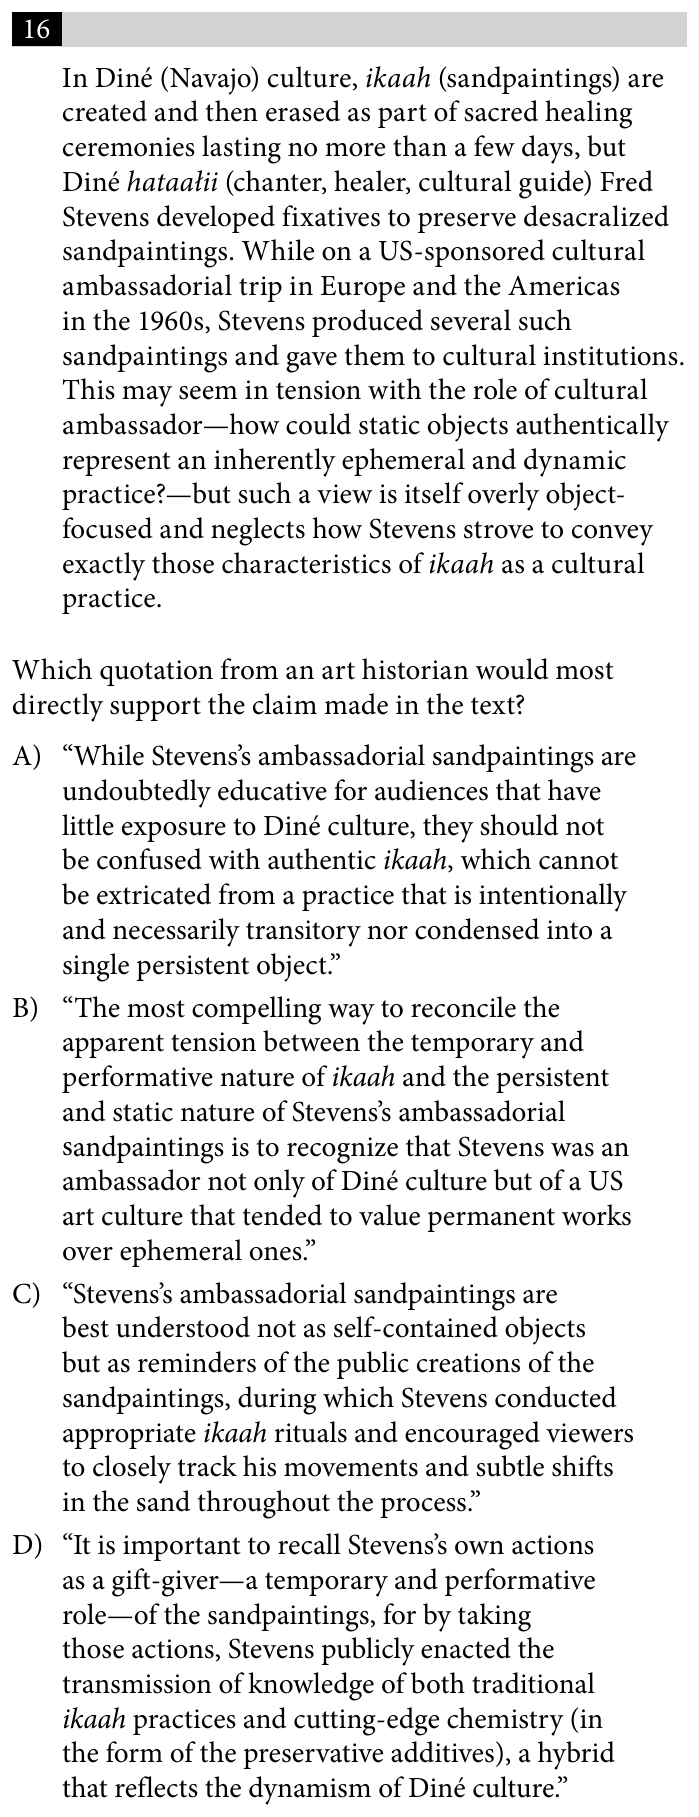 16
In Diné (Navajo) culture, ikaah (sandpaintings) are
created and then erased as part of sacred healing
ceremonies lasting no more than a few days, but
Diné hataałii (chanter, healer, cultural guide) Fred
Stevens developed fixatives to preserve desacralized
sandpaintings. While on a US-sponsored cultural
ambassadorial trip in Europe and the Americas
in the 1960s, Stevens produced several such
sandpaintings and gave them to cultural institutions.
This may seem in tension with the role of cultural
ambassador—how could static objects authentically
represent an inherently ephemeral and dynamic
practice?—but such a view is itself overly object-
focused and neglects how Stevens strove to convey
exactly those characteristics of ikaah as a cultural
practice.
Which quotation from an art historian would most
directly support the claim made in the text?
A) “While Stevens’s ambassadorial sandpaintings are
undoubtedly educative for audiences that have
little exposure to Diné culture, they should not
be confused with authentic ikaah, which cannot
be extricated from a practice that is intentionally
and necessarily transitory nor condensed into a
single persistent object.”
B) “The most compelling way to reconcile the
apparent tension between the temporary and
performative nature of ikaah and the persistent
and static nature of Stevens’s ambassadorial
sandpaintings is to recognize that Stevens was an
ambassador not only of Diné culture but of a US
art culture that tended to value permanent works
over ephemeral ones.”
C) “Stevens’s ambassadorial sandpaintings are
best understood not as self-contained objects
but as reminders of the public creations of the
sandpaintings, during which Stevens conducted
appropriate ikaah rituals and encouraged viewers
to closely track his movements and subtle shifts
in the sand throughout the process.”
D) “It is important to recall Stevens’s own actions
as a gift-giver—a temporary and performative
role—of the sandpaintings, for by taking
those actions, Stevens publicly enacted the
transmission of knowledge of both traditional
ikaah practices and cutting-edge chemistry (in
the form of the preservative additives), a hybrid
that reflects the dynamism of Diné culture.”